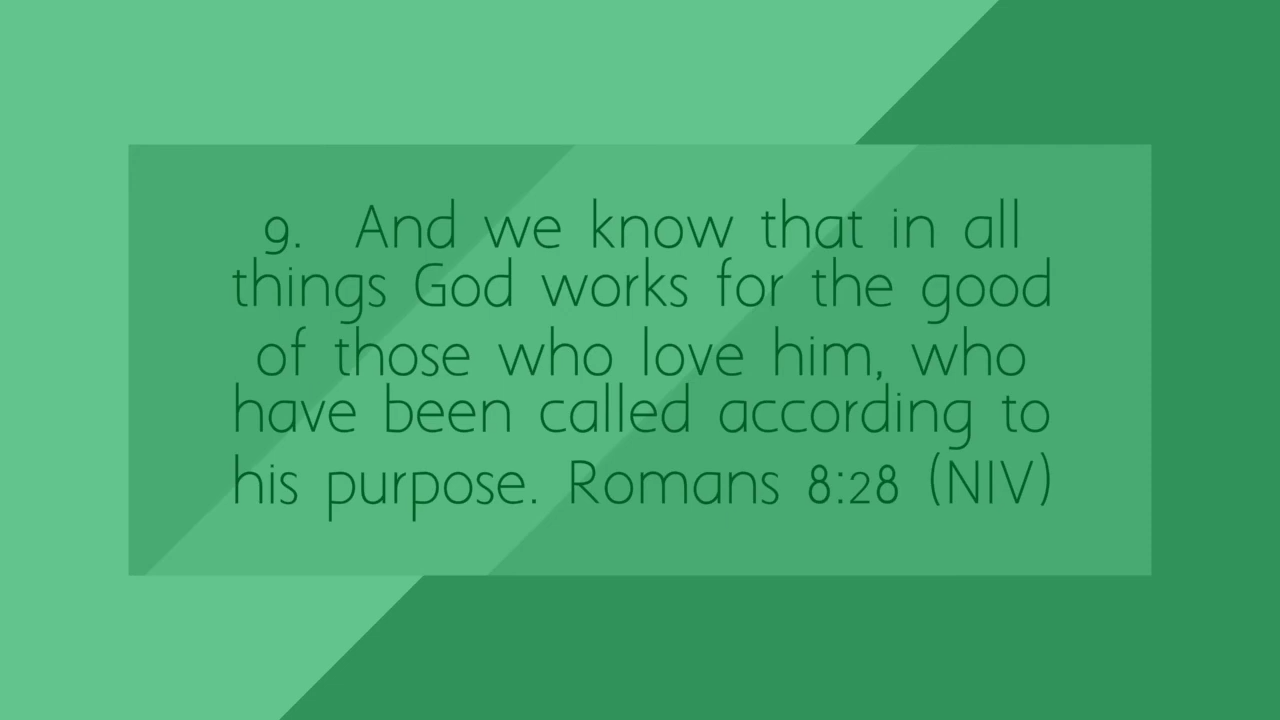 9. And we know that in all
things God works for the good
of those who love him, who
have been called according to
his purpose. Romans 8:28 (NIV)